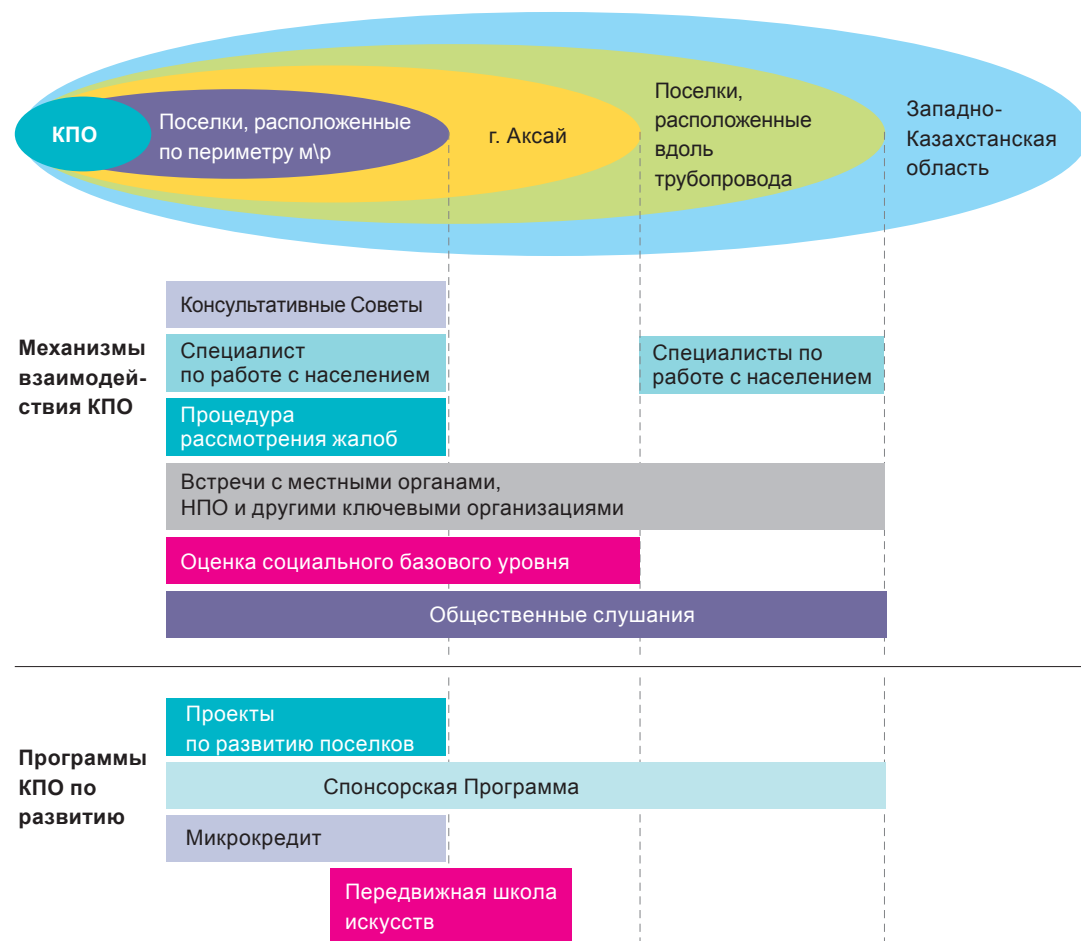 КПО
Поселки, расположенные
по периметру м\р
г. Аксай
Поселки,
расположенные
вдоль
трубопровода
Западно-
Казахстанская
область
Механизмы
взаимодей-
ствия КПО
Консультативные Советы
Специалист
по работе с населением
Специалисты по
работе с населением
Процедура
рассмотрения жалоб
Встречи с местными органами,
НПО и другими ключевыми организациями
Оценка социального базового уровня
Общественные слушания
Программы
КПО по
развитию
Проекты
по развитию поселков
Спонсорская Программа
Микрокредит
Передвижная школа
искусств